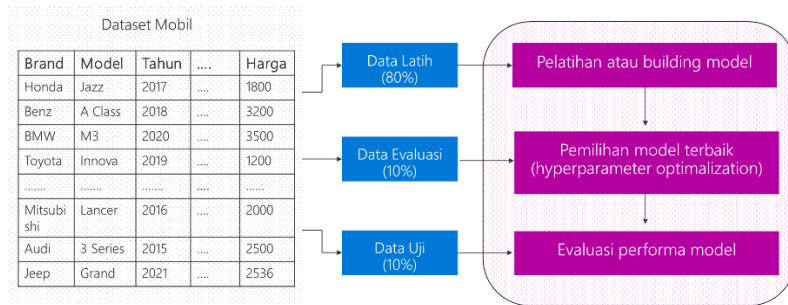 Dataset Mobil
Brand Model Tahun .... Harga
Honda Jazz 2017 .... 1800
Benz A Class 2018 .... 3200
BMW M3 2020 .... 3500
Toyota Innova 2019 .... 1200
....... ....... ....... .... ......
Mitsubi
shi Lancer 2016 .... 2000
Audi 3 Series 2015 .... 2500
Jeep Grand 2021 .... 2536
Data Latih
(80%)
Data Evaluasi
(10%)
Data Uji
(10%)
Pelatihan atau building model
Pemilihan model terbaik
(hyperparameter optimalization)
Evaluasi performa model